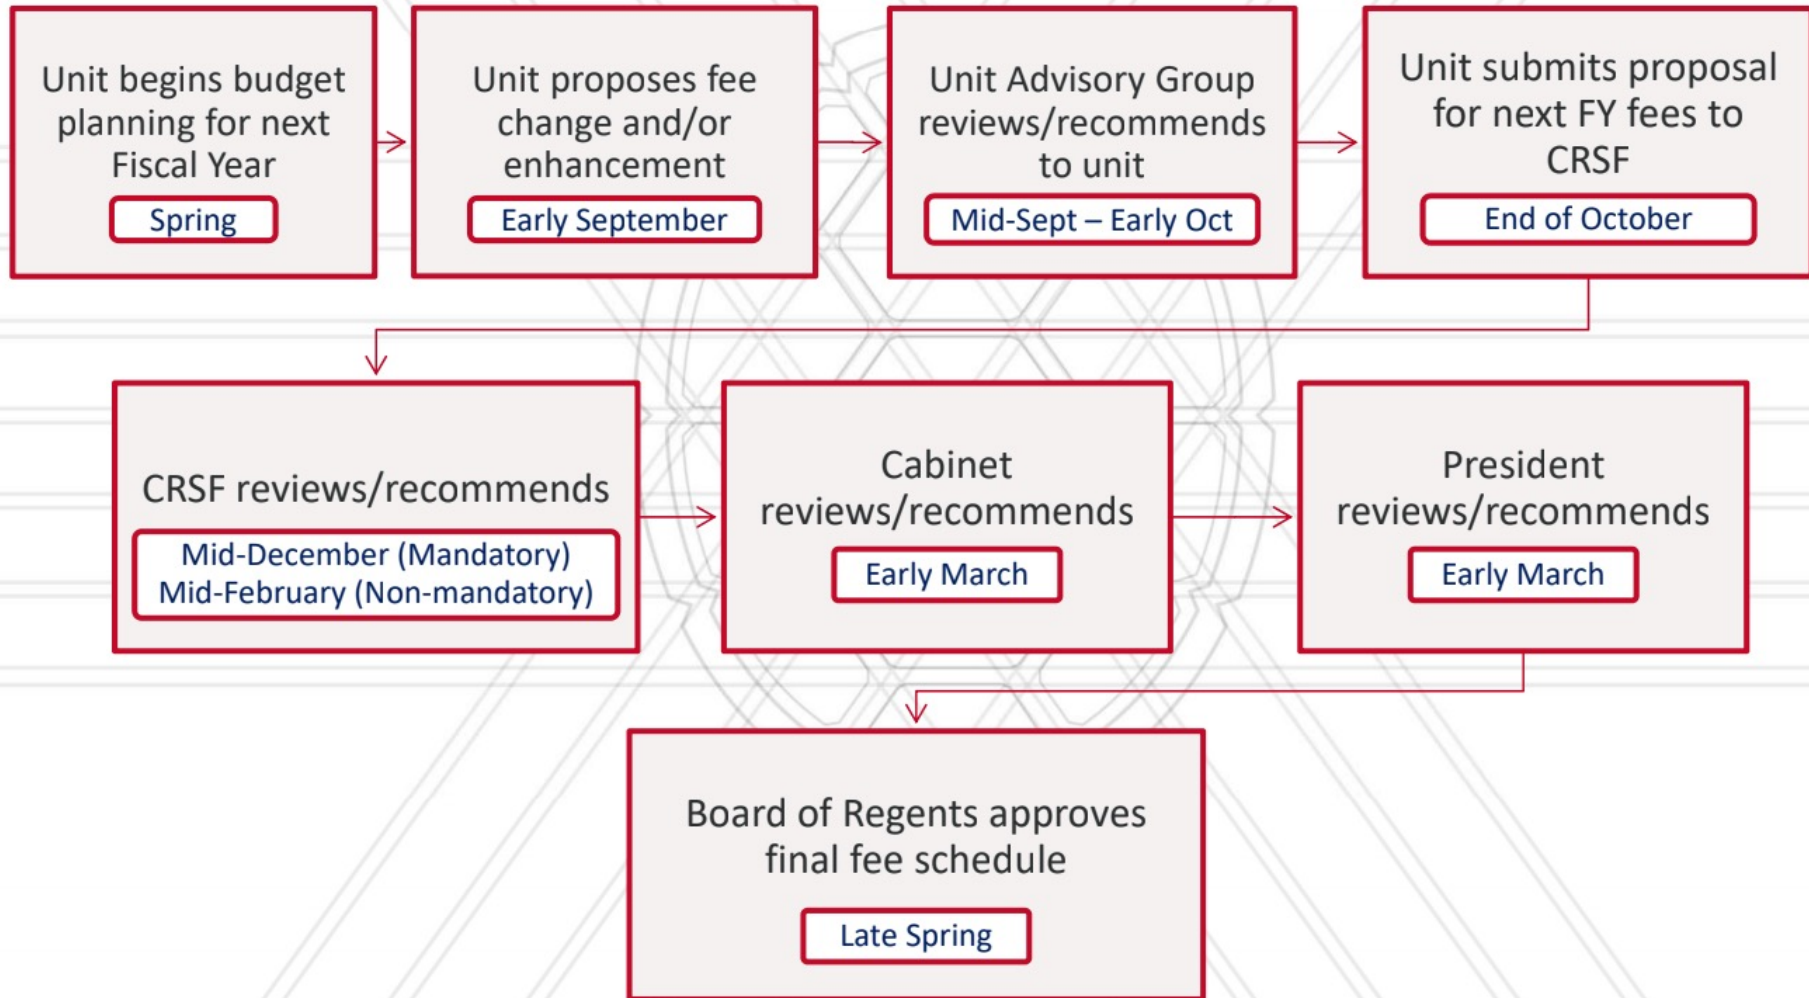 Unit begins budget
planning for next
Fiscal Year
Spring
Unit proposes fee
change and/or
enhancement
Early September
Unit Advisory Group
reviews/recommends
to unit
Mid-Sept – Early Oct
Unit submits proposal
for next FY fees to
CRSF
End of October
CRSF reviews/recommends
Mid-December (Mandatory)
Mid-February (Non-mandatory)
Cabinet
reviews/recommends
Early March
President
reviews/recommends
Early March
Board of Regents approves
final fee schedule
Late Spring